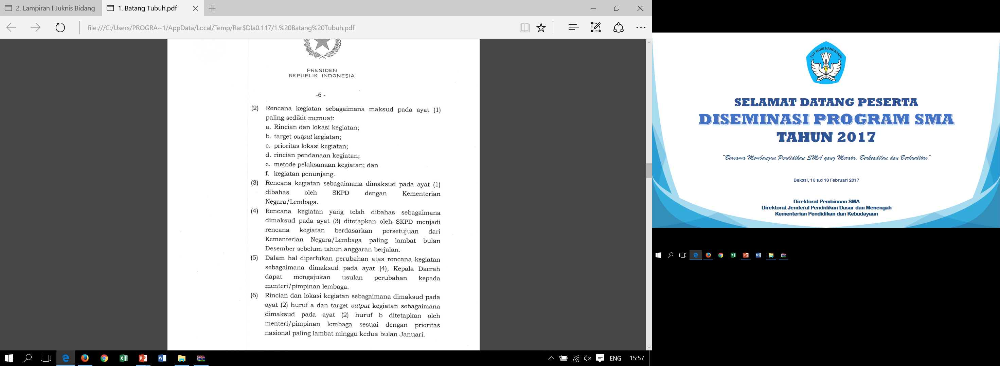 2. Lampiran I Juknis Bidang
1. Batang Tubuh.pdf
file:///C:/Users/PROGRA~1/AppData/Local/Temp/Rar$DIa0.117/1.%20Batang%20Tubuh.pdf
PRESIDEN
REPUBLIK INDONESIA
-6 -
(2) Rencana kegiatan sebagaimana maksud pada ayat (1)
paling sedikit memuat:
a. Rincian dan lokasi kegiatan;
b. target output kegiatan;
c. prioritas lokasi kegiatan;
d. rincian pendanaan kegiatan;
e. metode pelaksanaan kegiatan; dan
f. kegiatan penunjang.
(3) Rencana kegiatan sebagaimana dimaksud pada ayat (1)
dibahas oleh SKPD dengan Kementerian
Negara/Lembaga.
(4) Rencana kegiatan yang telah dibahas sebagaimana
dimaksud pada ayat (3) ditetapkan oleh SKPD menjadi
rencana kegiatan berdasarkan persetujuan dari
Kementerian Negara/Lembaga paling lambat bulan
Desember sebelum tahun anggaran berjalan.
(5) Dalam hal diperlukan perubahan atas rencana kegiatan
sebagaimana dimaksud pada ayat (4), Kepala Daerah
dapat mengajukan usulan perubahan kepada
menteri/pimpinan lembaga.
(6) Rincian dan lokasi kegiatan sebagaimana dimaksud pada
ayat (2) huruf a dan target output kegiatan sebagaimana
dimaksud pada ayat (2) huruf b ditetapkan oleh
menteri/pimpinan lembaga sesuai dengan prioritas
nasional paling lambat minggu kedua bulan Januari.
ENG 15:57
TUT WURI HANDAYANI
SELAMAT DATANG PESERTA
DISEMINASI PROGRAM SMA
TAHUN 2017
"Bersama Membangun Pendidikan SMA yang Merata, Berkeadilan dan Berkualitas"
Bekasi, 16 s.d 18 Februari 2017
Direktorat Pembinaan SMA
Direktorat Jenderal Pendidikan Dasar dan Menengah
Kementerian Pendidikan dan Kebudayaan